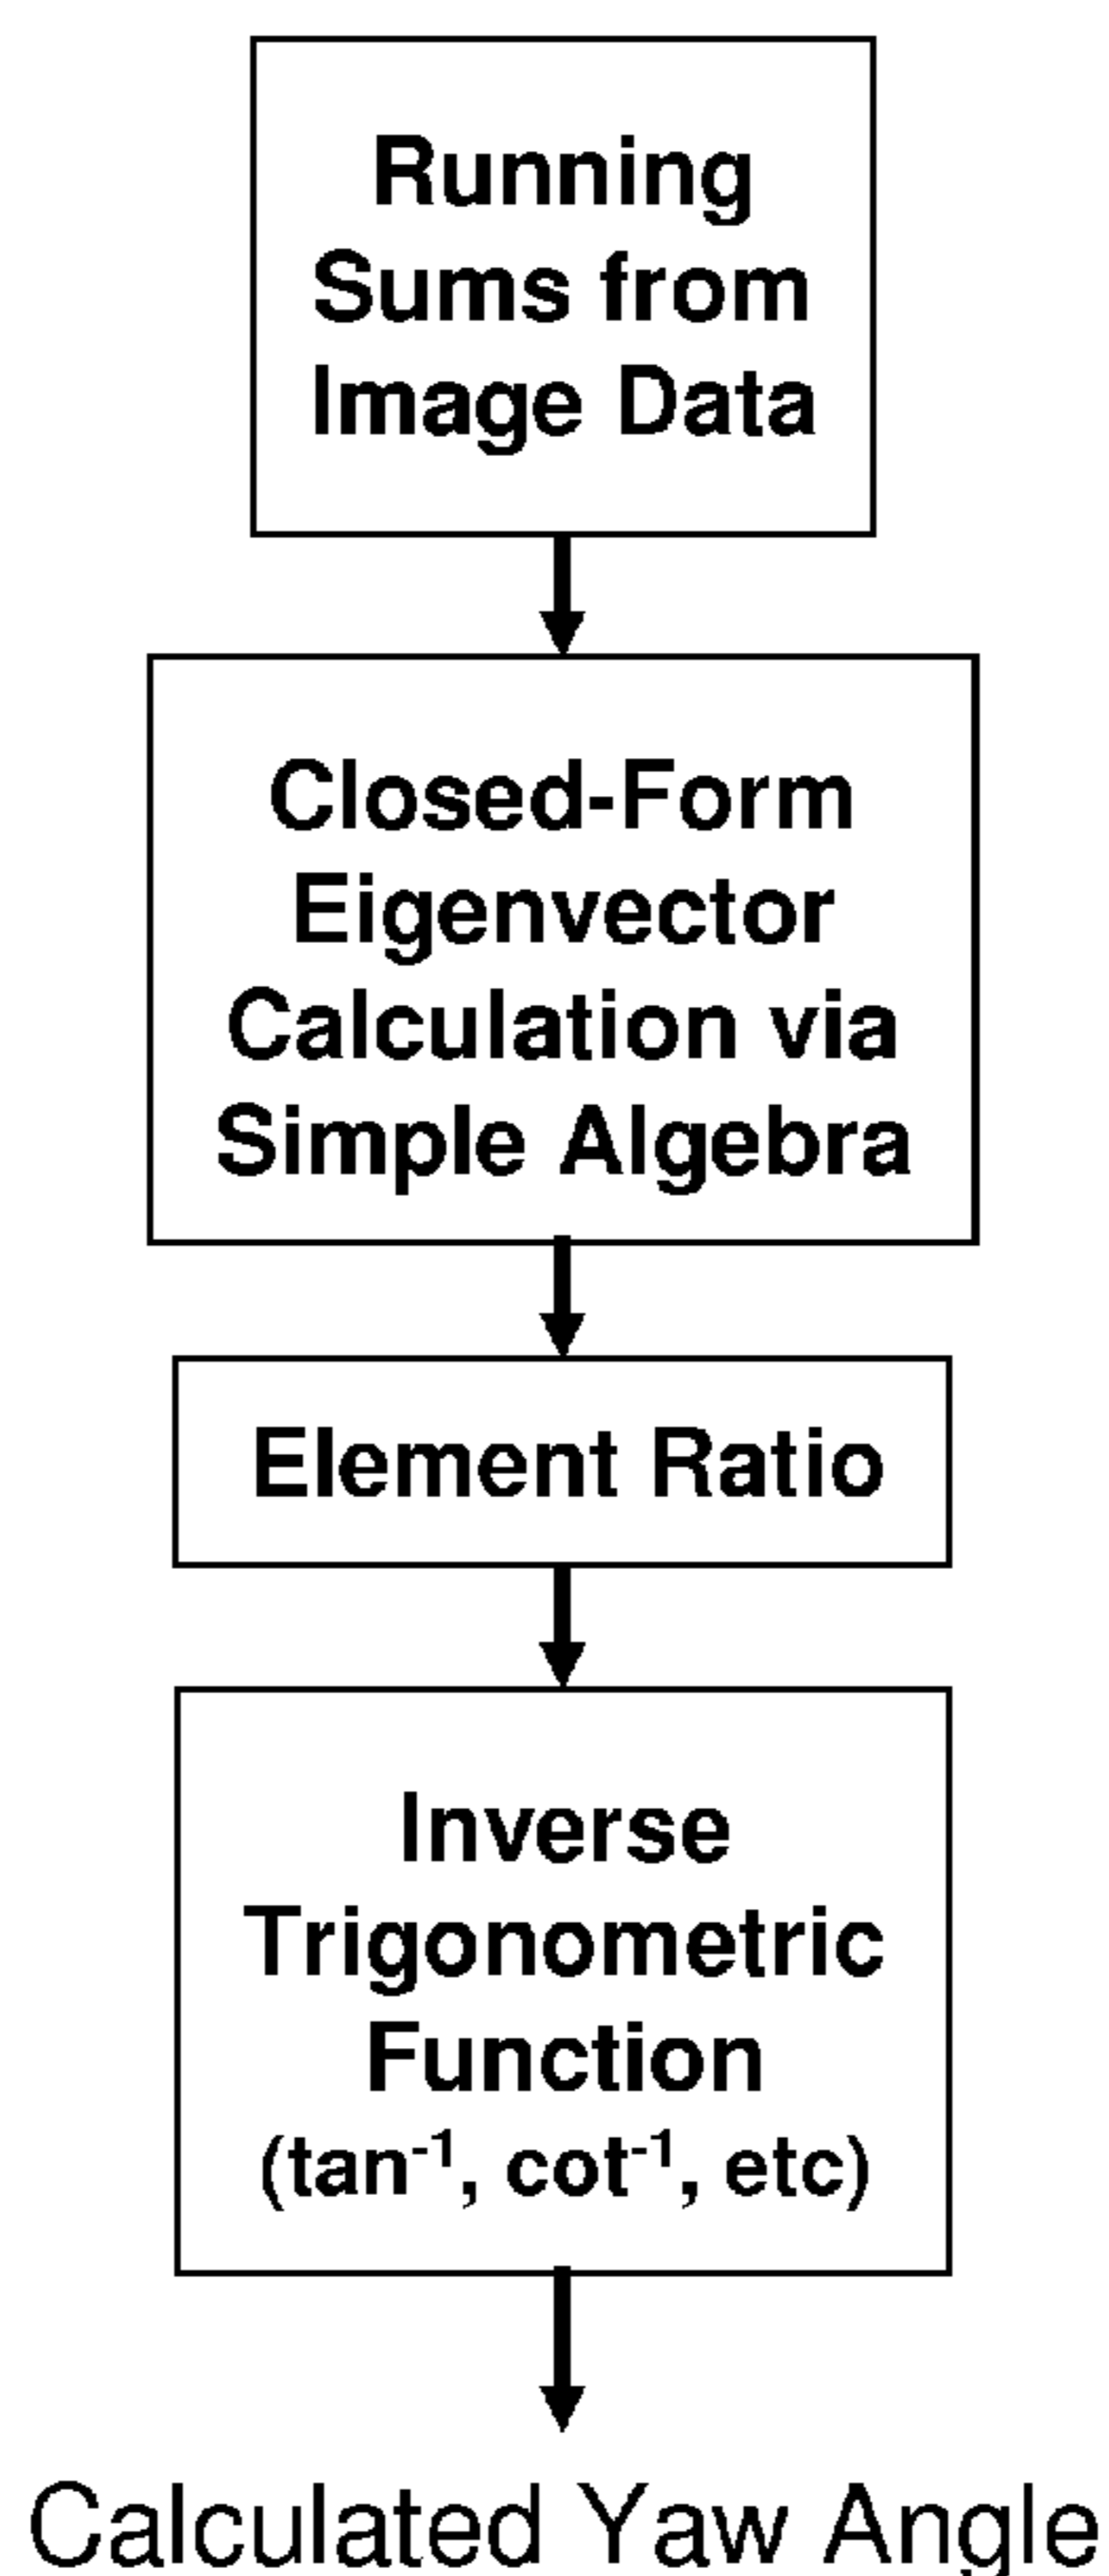 Running
Sums from
Image Data
Closed-Form
Eigenvector
Calculation via
Simple Algebra
Element Ratio
Inverse
Trigonometric
Function
(tan⁻¹, cot⁻¹, etc)
Calculated Yaw Angle